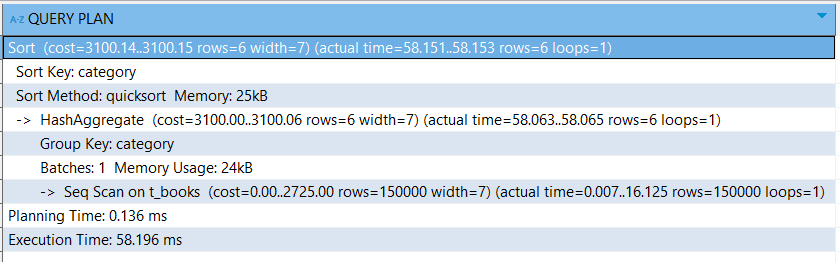 A-Z QUERY PLAN
Sort (cost=3100.14..3100.15 rows=6 width=7) (actual time=58.151..58.153 rows=6 loops=1)
Sort Key: category
Sort Method: quicksort Memory: 25kB
-> HashAggregate (cost=3100.00..3100.06 rows=6 width=7) (actual time=58.063..58.065 rows=6 loops=1)
Group Key: category
Batches: 1 Memory Usage: 24kB
-> Seq Scan on t_books (cost=0.00..2725.00 rows=150000 width=7) (actual time=0.007..16.125 rows=150000 loops=1)
Planning Time: 0.136 ms
Execution Time: 58.196 ms